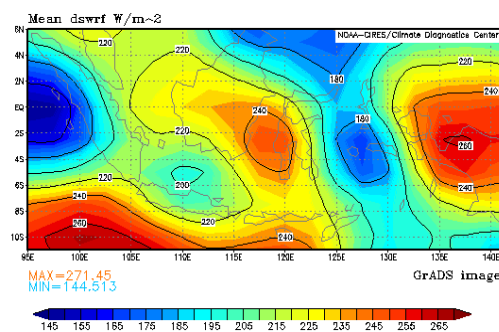 Mean dswrf W/m^2
NOAA-CIRES/Climate Diagnostics Center
6N
4N
2N
EQ
2S
4S
6S
8S
10S
220
220
180
240
220
240
180
220
260
200
220
240
240
220
260
240
95E 100E 105E 110E 115E 120E 125E 130E 135E 140E
MAX=271.45
MIN=144.513
GrADS image
145 155 165 175 185 195 205 215 225 235 245 255 265